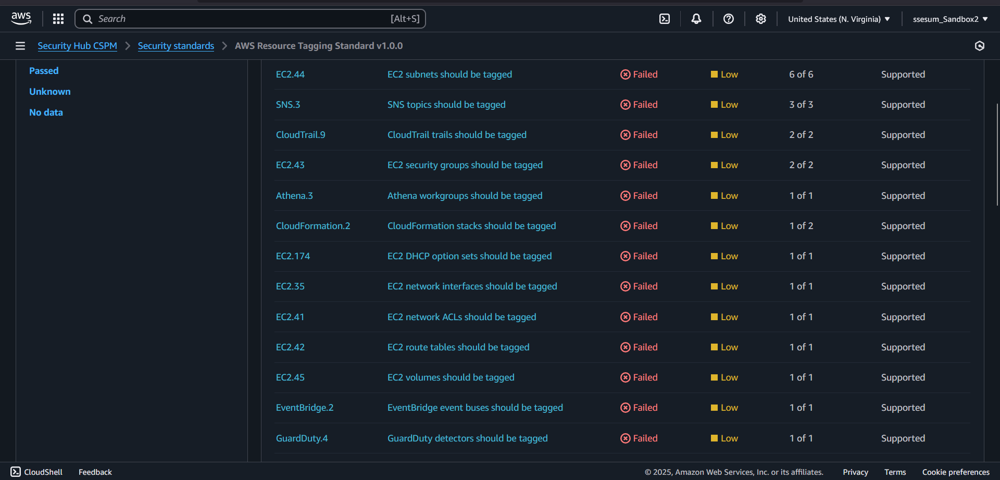 aws
Search [Alt+S] United States (N. Virginia) ssesum_Sandbox2
Security Hub CSPM Security standards AWS Resource Tagging Standard v1.0.0
Passed
Unknown
No data
EC2.44 EC2 subnets should be tagged Failed Low 6 of 6 Supported
SNS.3 SNS topics should be tagged Failed Low 3 of 3 Supported
CloudTrail.9 CloudTrail trails should be tagged Failed Low 2 of 2 Supported
EC2.43 EC2 security groups should be tagged Failed Low 2 of 2 Supported
Athena.3 Athena workgroups should be tagged Failed Low 1 of 1 Supported
CloudFormation.2 CloudFormation stacks should be tagged Failed Low 1 of 2 Supported
EC2.174 EC2 DHCP option sets should be tagged Failed Low 1 of 1 Supported
EC2.35 EC2 network interfaces should be tagged Failed Low 1 of 1 Supported
EC2.41 EC2 network ACLs should be tagged Failed Low 1 of 1 Supported
EC2.42 EC2 route tables should be tagged Failed Low 1 of 1 Supported
EC2.45 EC2 volumes should be tagged Failed Low 1 of 1 Supported
EventBridge.2 EventBridge event buses should be tagged Failed Low 1 of 1 Supported
GuardDuty.4 GuardDuty detectors should be tagged Failed Low 1 of 1 Supported
CloudShell Feedback © 2025, Amazon Web Services, Inc. or its affiliates. Privacy Terms Cookie preferences